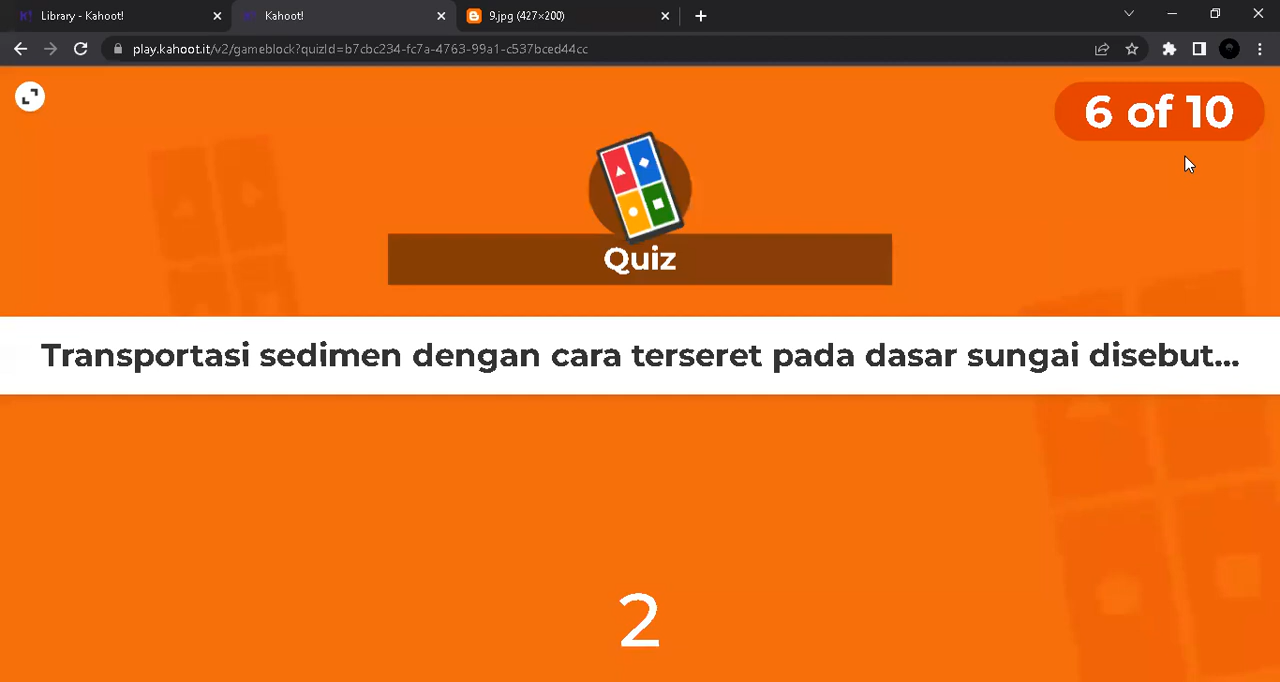 Library - Kahoot!
Kahoot!
9.jpg (427×200)
play.kahoot.it/v2/gameblock?quizId=b7cbc234-fc7a-4763-99a1-c537bced44cc
6 of 10
Quiz
Transportasi sedimen dengan cara terseret pada dasar sungai disebut...
2